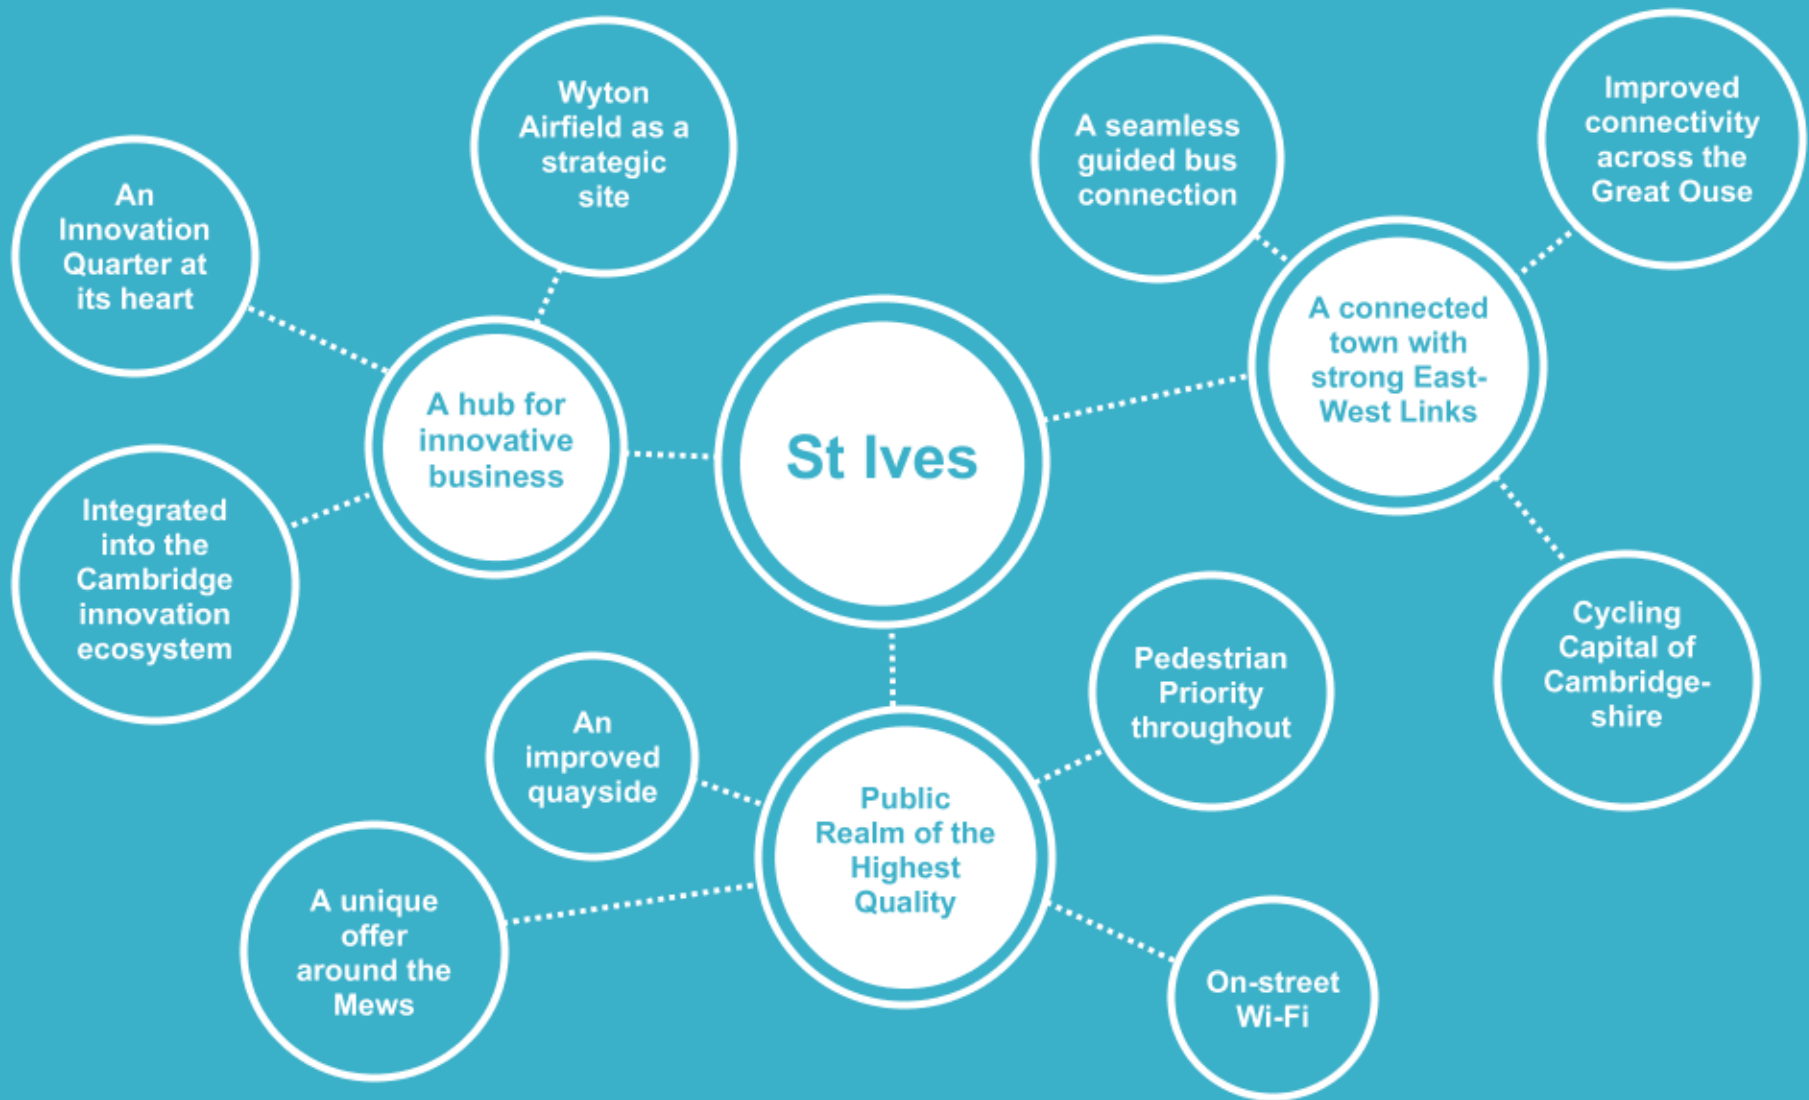 St Ives
A hub for
innovative
business
An
Innovation
Quarter at
its heart
Wyton
Airfield as a
strategic
site
Integrated
into the
Cambridge
innovation
ecosystem
A connected
town with
strong East-
West Links
A seamless
guided bus
connection
Improved
connectivity
across the
Great Ouse
Cycling
Capital of
Cambridge-
shire
Public
Realm of the
Highest
Quality
An
improved
quayside
Pedestrian
Priority
throughout
A unique
offer
around the
Mews
On-street
Wi-Fi